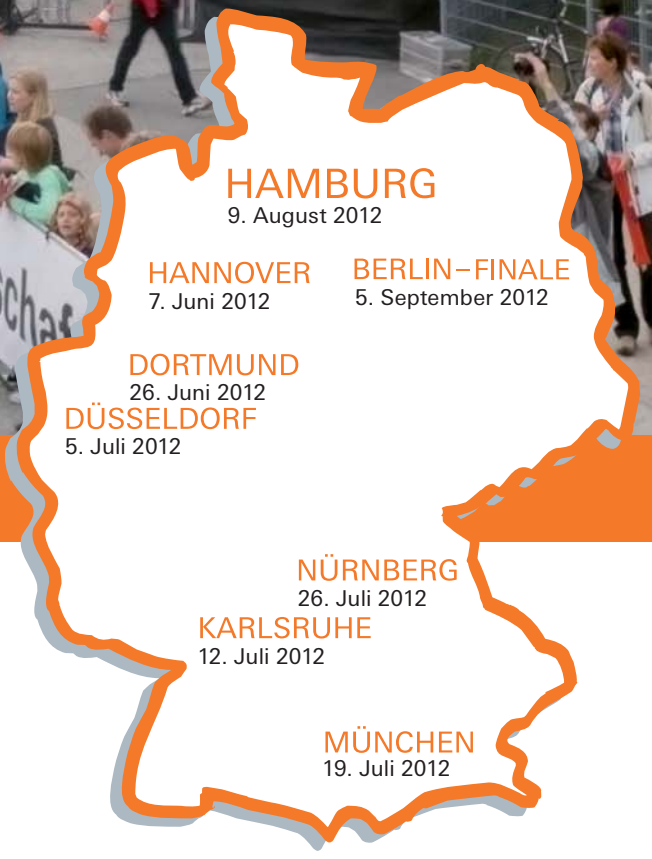 HAMBURG
9. August 2012
HANNOVER
7. Juni 2012
BERLIN–FINALE
5. September 2012
DORTMUND
26. Juni 2012
DÜSSELDORF
5. Juli 2012
NÜRNBERG
26. Juli 2012
KARLSRUHE
12. Juli 2012
MÜNCHEN
19. Juli 2012